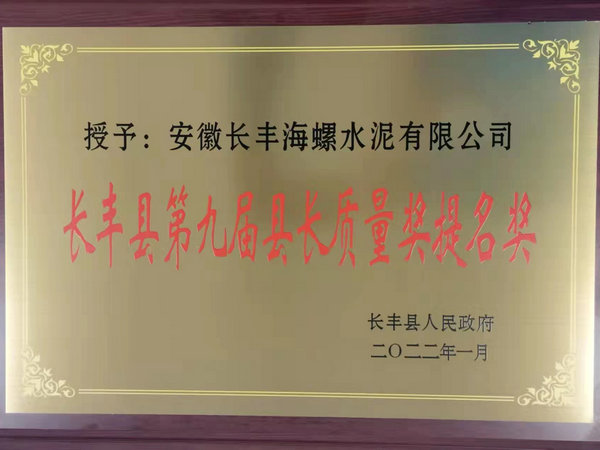 授予：安徽长丰海螺水泥有限公司
长丰县第九届县长质量奖提名奖
长丰县人民政府
二〇二二年一月